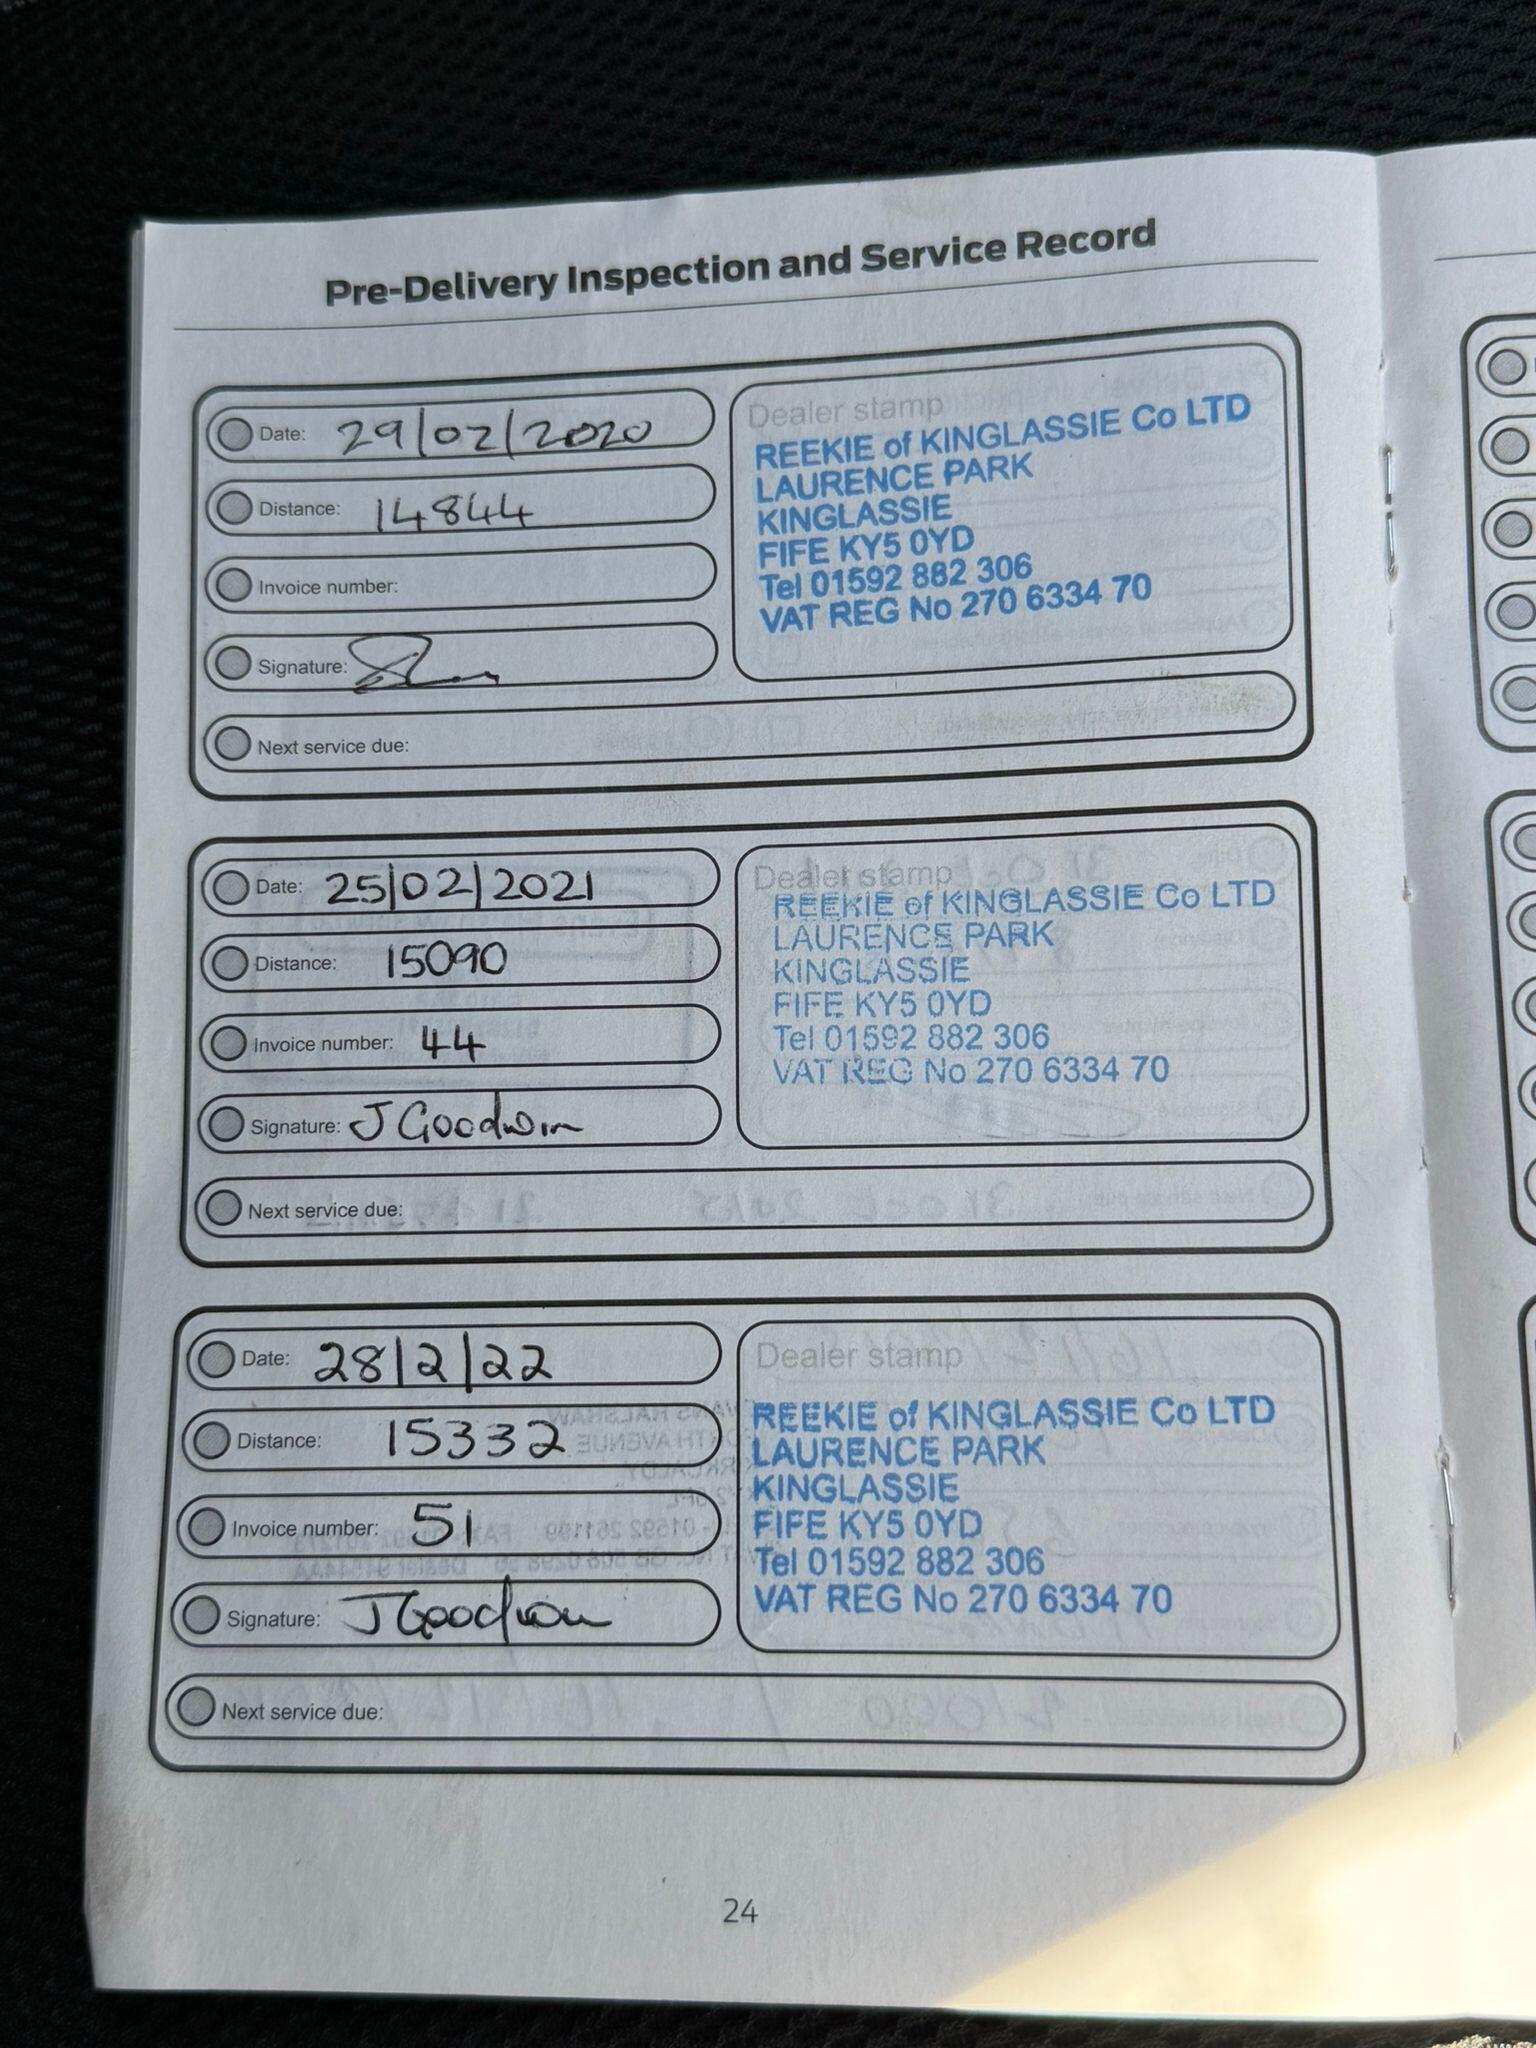 Pre-Delivery Inspection and Service Record
Date: 29/02/2020
Distance: 14844
Invoice number:
Signature:
Next service due:
Dealer stamp
REEKIE of KINGLASSIE Co LTD
LAURENCE PARK
KINGLASSIE
FIFE KY5 0YD
Tel 01592 882 306
VAT REG No 270 6334 70
Date: 25/02/2021
Distance: 15090
Invoice number: 44
Signature: J Goodwin
Next service due:
Dealer stamp
REEKIE of KINGLASSIE Co LTD
LAURENCE PARK
KINGLASSIE
FIFE KY5 0YD
Tel 01592 882 306
VAT REG No 270 6334 70
Date: 28/2/22
Distance: 15332
Invoice number: 51
Signature: J Goodwin
Next service due:
Dealer stamp
REEKIE of KINGLASSIE Co LTD
LAURENCE PARK
KINGLASSIE
FIFE KY5 0YD
Tel 01592 882 306
VAT REG No 270 6334 70
24